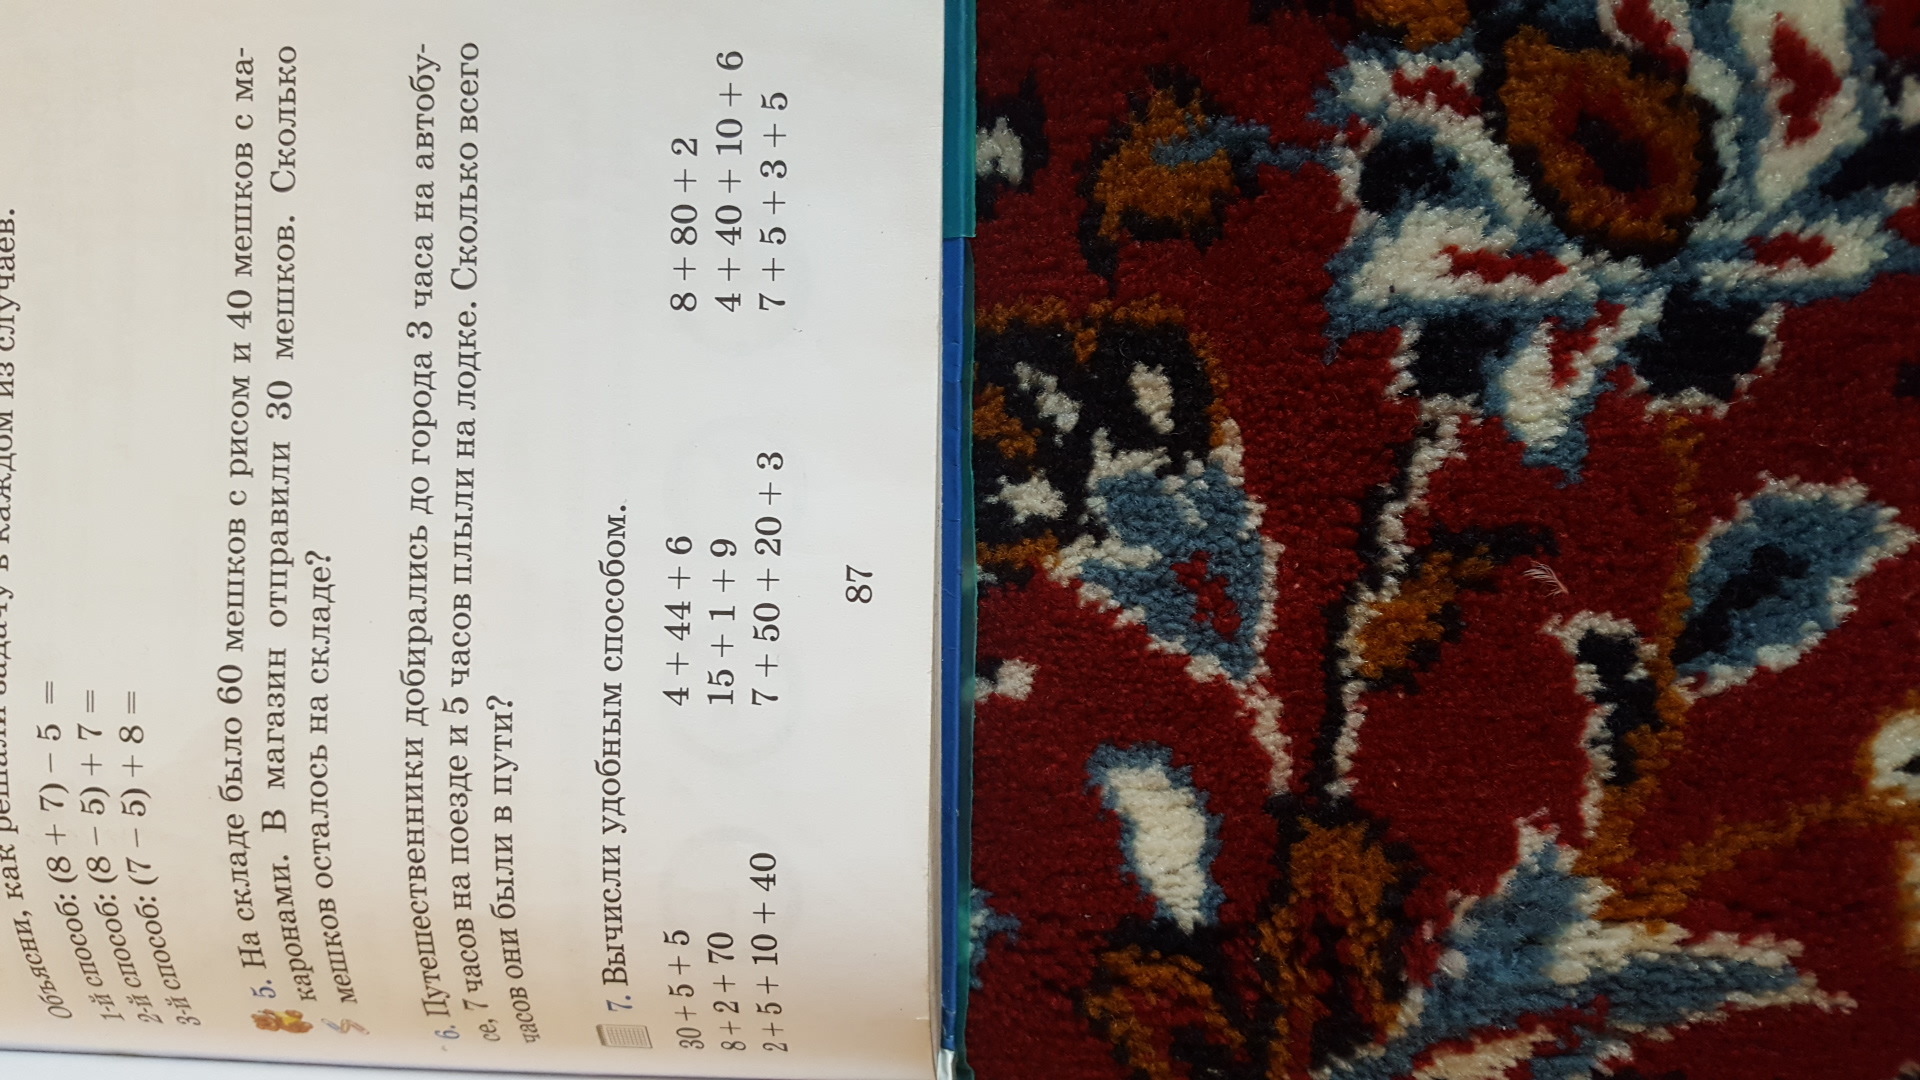 Объясни, как решали задачу в каждом из случаев.
1-й способ: (8 + 7) − 5 =
2-й способ: (8 − 5) + 7 =
3-й способ: (7 − 5) + 8 =
5. На складе было 60 мешков с рисом и 40 мешков с ма-
каронами. В магазин отправили 30 мешков. Сколько
мешков осталось на складе?
6. Путешественники добирались до города 3 часа на автобу-
се, 7 часов на поезде и 5 часов плыли на лодке. Сколько всего
часов они были в пути?
7. Вычисли удобным способом.
30 + 5 + 5 4 + 44 + 6 8 + 80 + 2
8 + 2 + 70 15 + 1 + 9 4 + 40 + 10 + 6
2 + 5 + 10 + 40 7 + 50 + 20 + 3 7 + 5 + 3 + 5
87